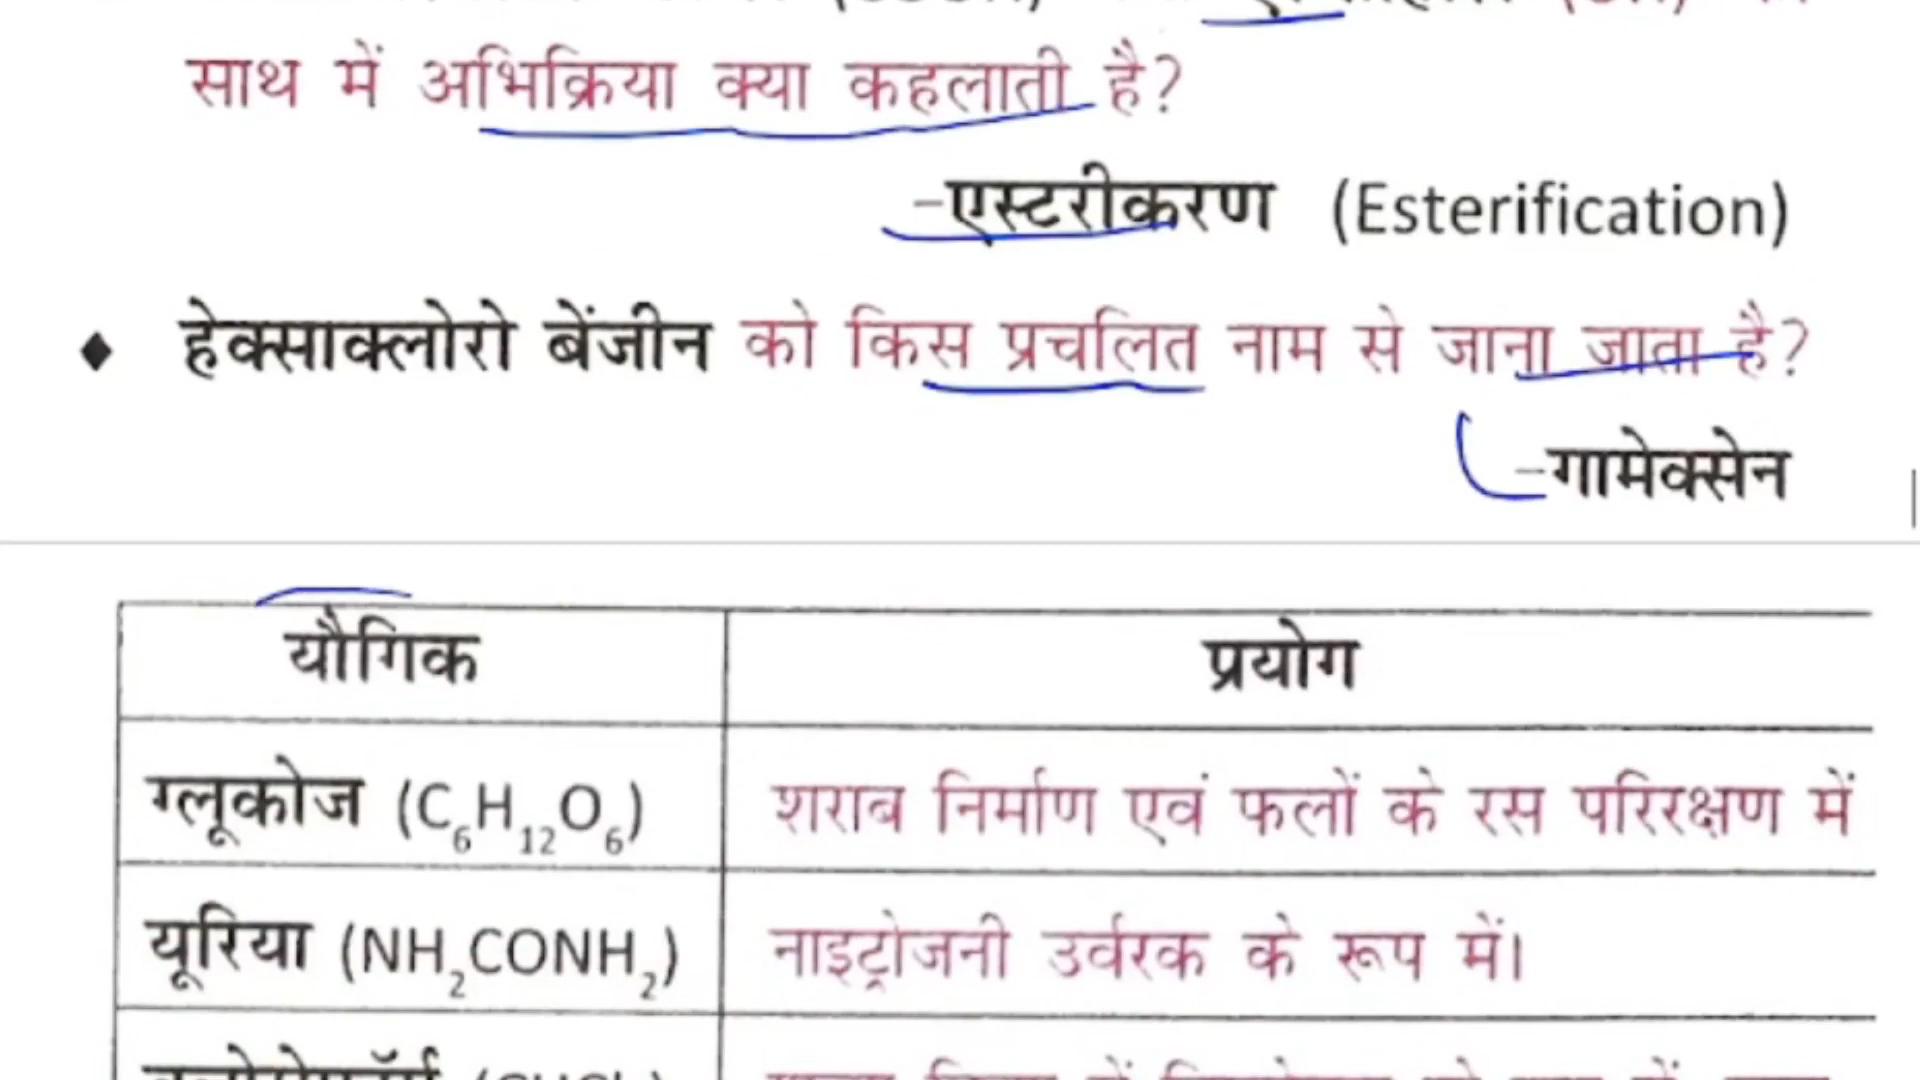 साथ में अभिक्रिया क्या कहलाती है?
-एस्टरीकरण (Esterification)
♦ हेक्साक्लोरो बेंजीन को किस प्रचलित नाम से जाना जाता है?
-गामेक्सेन
यौगिक प्रयोग
ग्लूकोज (C₆H₁₂O₆) शराब निर्माण एवं फलों के रस परिरक्षण में
यूरिया (NH₂CONH₂) नाइट्रोजनी उर्वरक के रूप में।